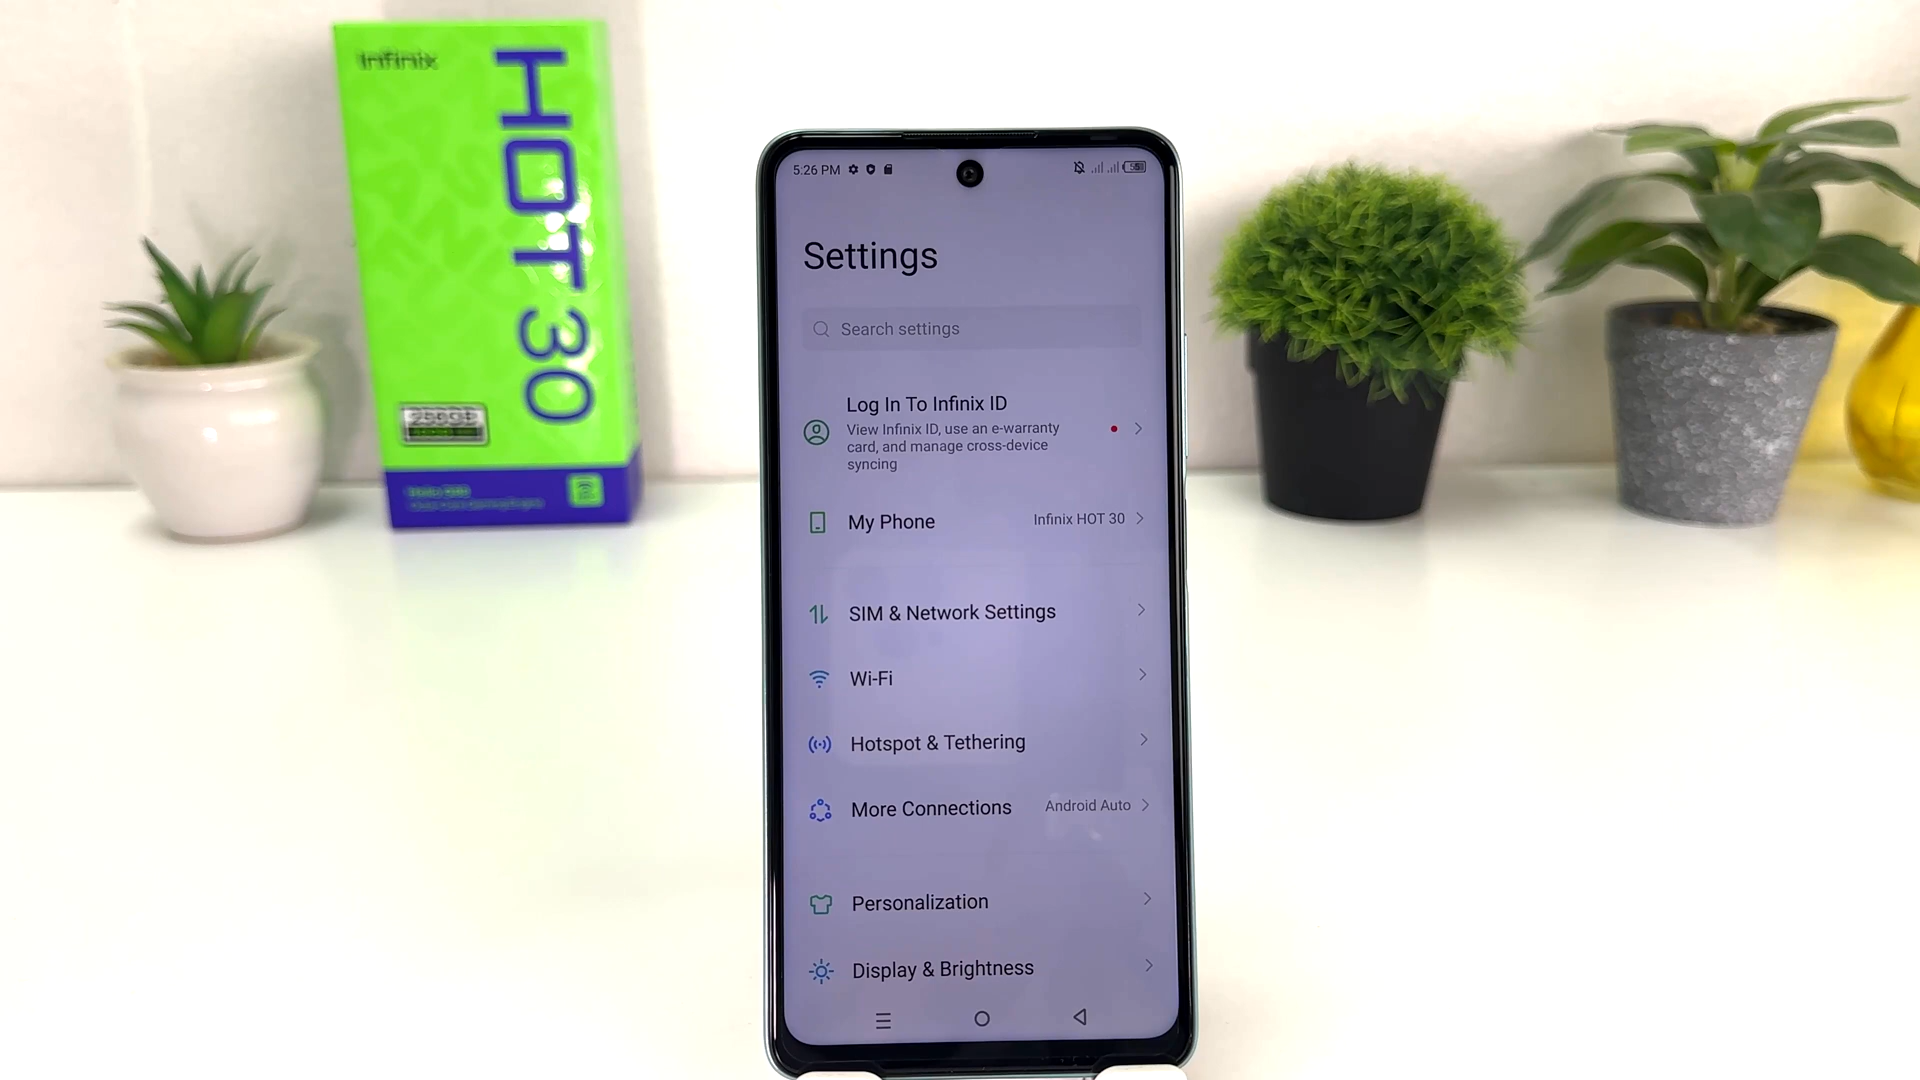 Infinix
HOT 30
256GB
5:26 PM
Settings
Search settings
Log In To Infinix ID
View Infinix ID, use an e-warranty
card, and manage cross-device
syncing
My Phone
Infinix HOT 30
SIM & Network Settings
Wi-Fi
Hotspot & Tethering
More Connections
Android Auto
Personalization
Display & Brightness